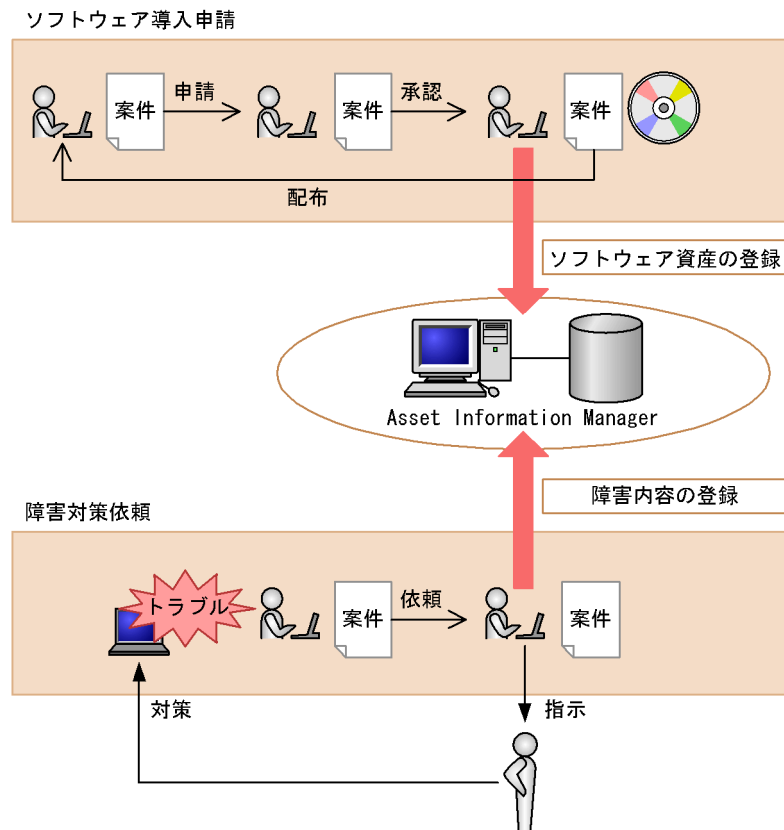 ソフトウェア導入申請
案件
申請
案件
承認
案件
配布
ソフトウェア資産の登録
Asset Information Manager
障害内容の登録
障害対策依頼
トラブル
案件
依頼
案件
対策
指示